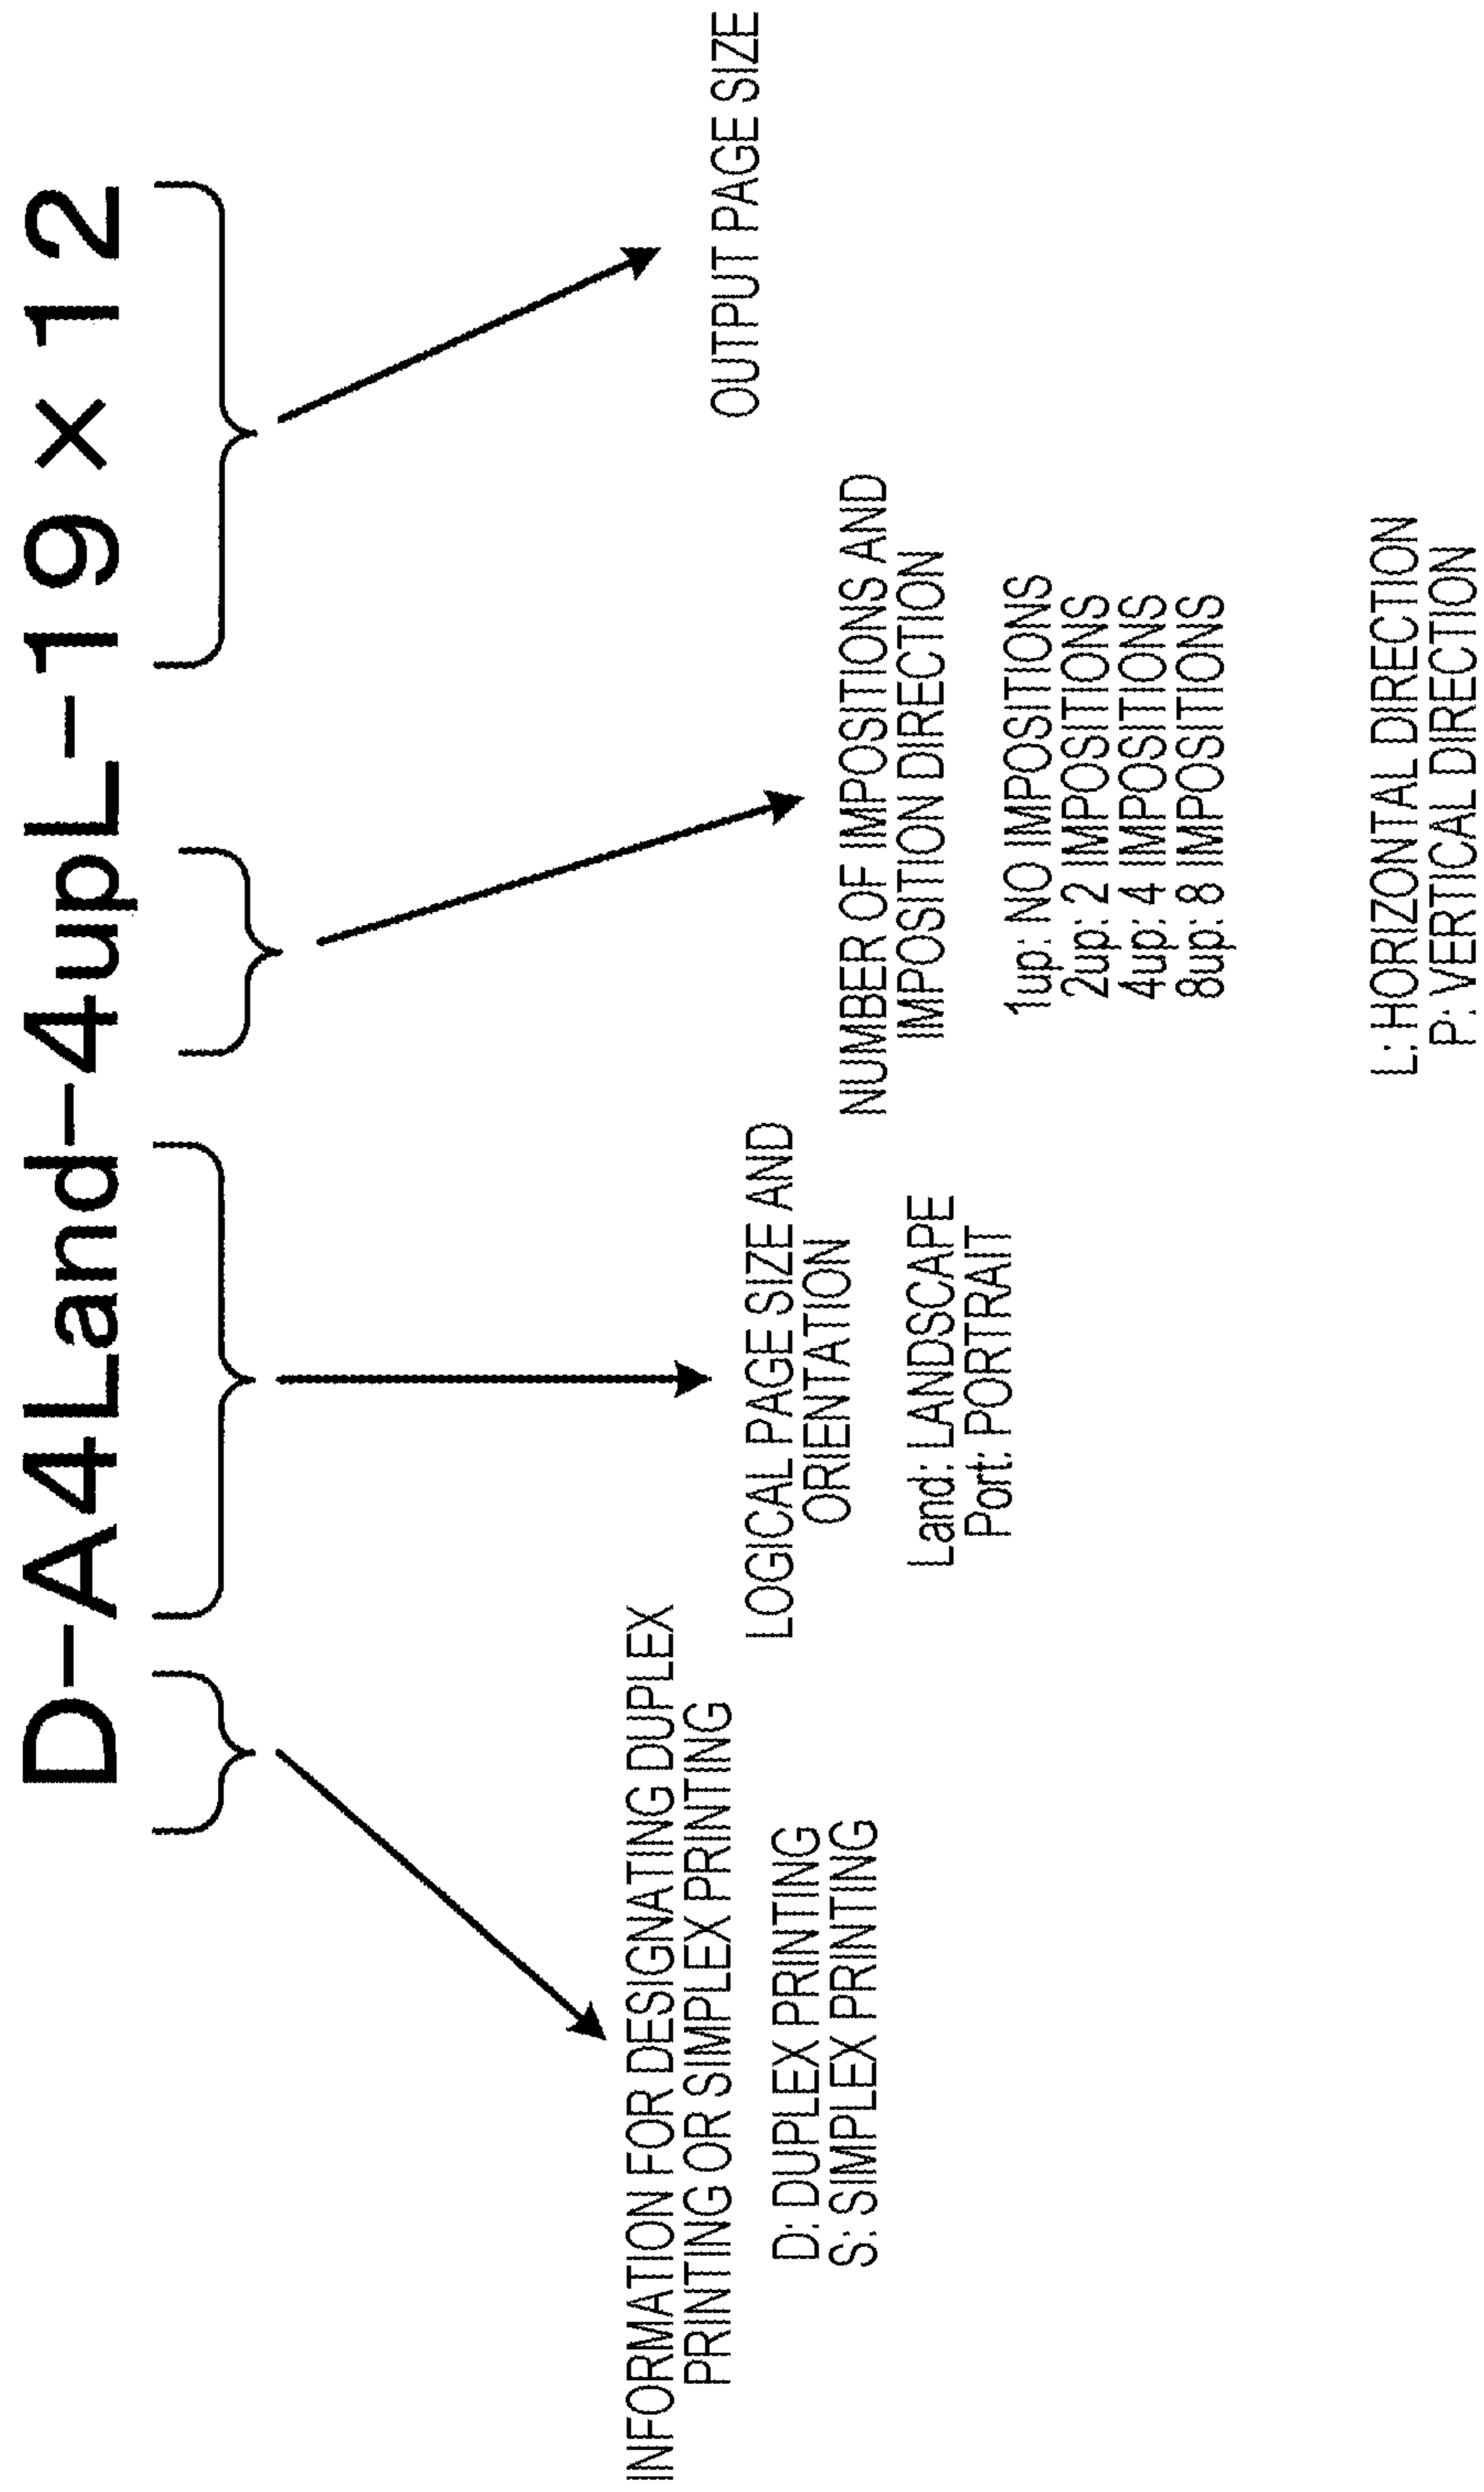 D-A4Land-4upL-19×12
INFORMATION FOR DESIGNATING DUPLEX
PRINTING OR SIMPLEX PRINTING
D: DUPLEX PRINTING
S: SIMPLEX PRINTING
LOGICAL PAGE SIZE AND
ORIENTATION
Land: LANDSCAPE
Port: PORTRAIT
NUMBER OF IMPOSITIONS AND
IMPOSITION DIRECTION
1up: NO IMPOSITIONS
2up: 2 IMPOSITIONS
4up: 4 IMPOSITIONS
8up: 8 IMPOSITIONS
L: HORIZONTAL DIRECTION
P: VERTICAL DIRECTION
OUTPUT PAGE SIZE